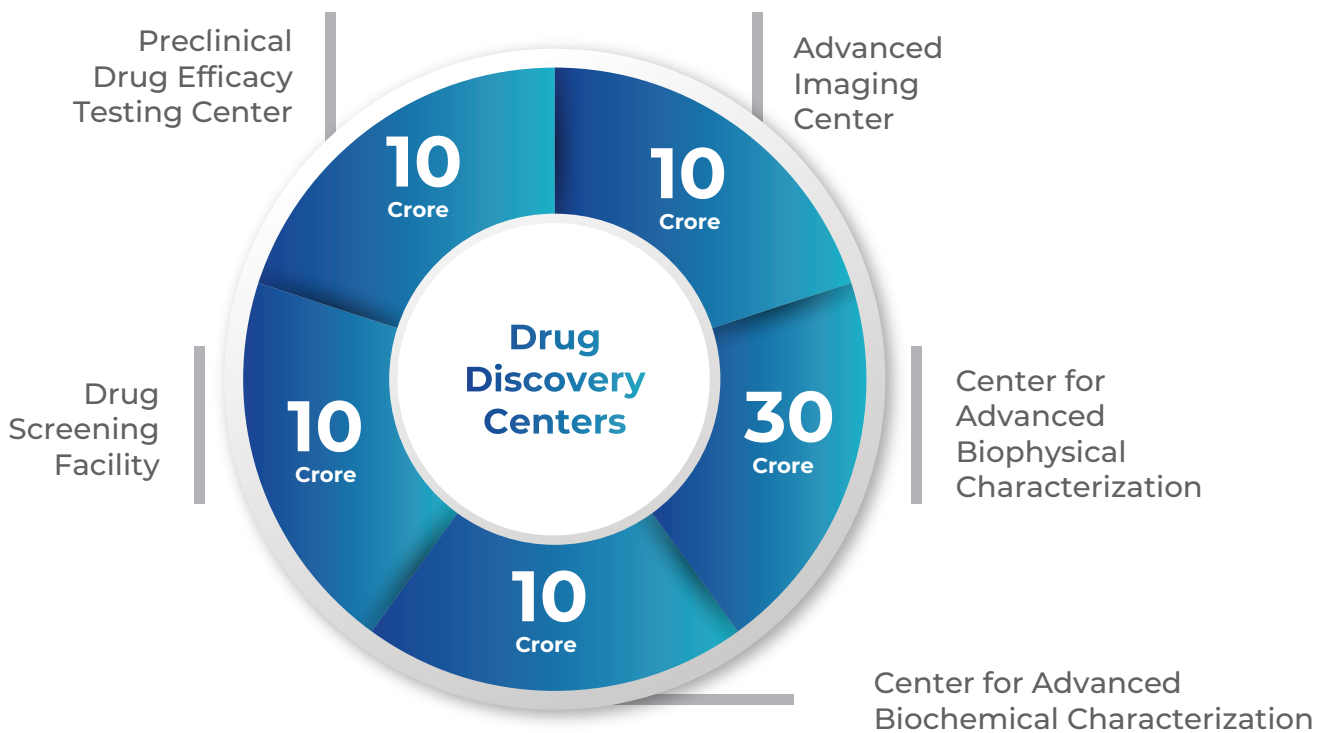 Preclinical
Drug Efficacy
Testing Center
10
Crore
Advanced
Imaging
Center
10
Crore
Drug
Discovery
Centers
Drug
Screening
Facility
10
Crore
30
Crore
Center for
Advanced
Biophysical
Characterization
10
Crore
Center for Advanced
Biochemical Characterization